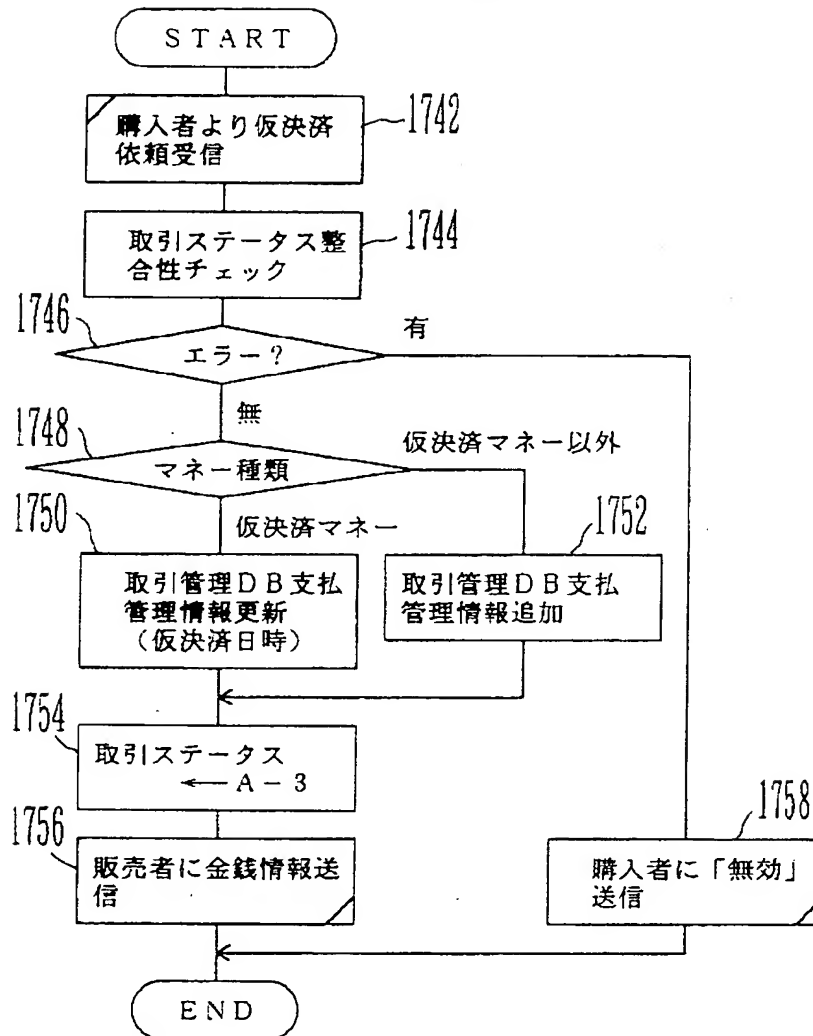 START
購入者より仮決済
依頼受信
1742
取引ステータス整
合性チェック
1744
1746
エラー？
有
無
1748
マネー種類
仮決済マネー以外
1750
仮決済マネー
1752
取引管理DB支払
管理情報更新
（仮決済日時）
取引管理DB支払
管理情報追加
1754
取引ステータス
←A－3
1756
販売者に金銭情報送
信
1758
購入者に「無効」
送信
END